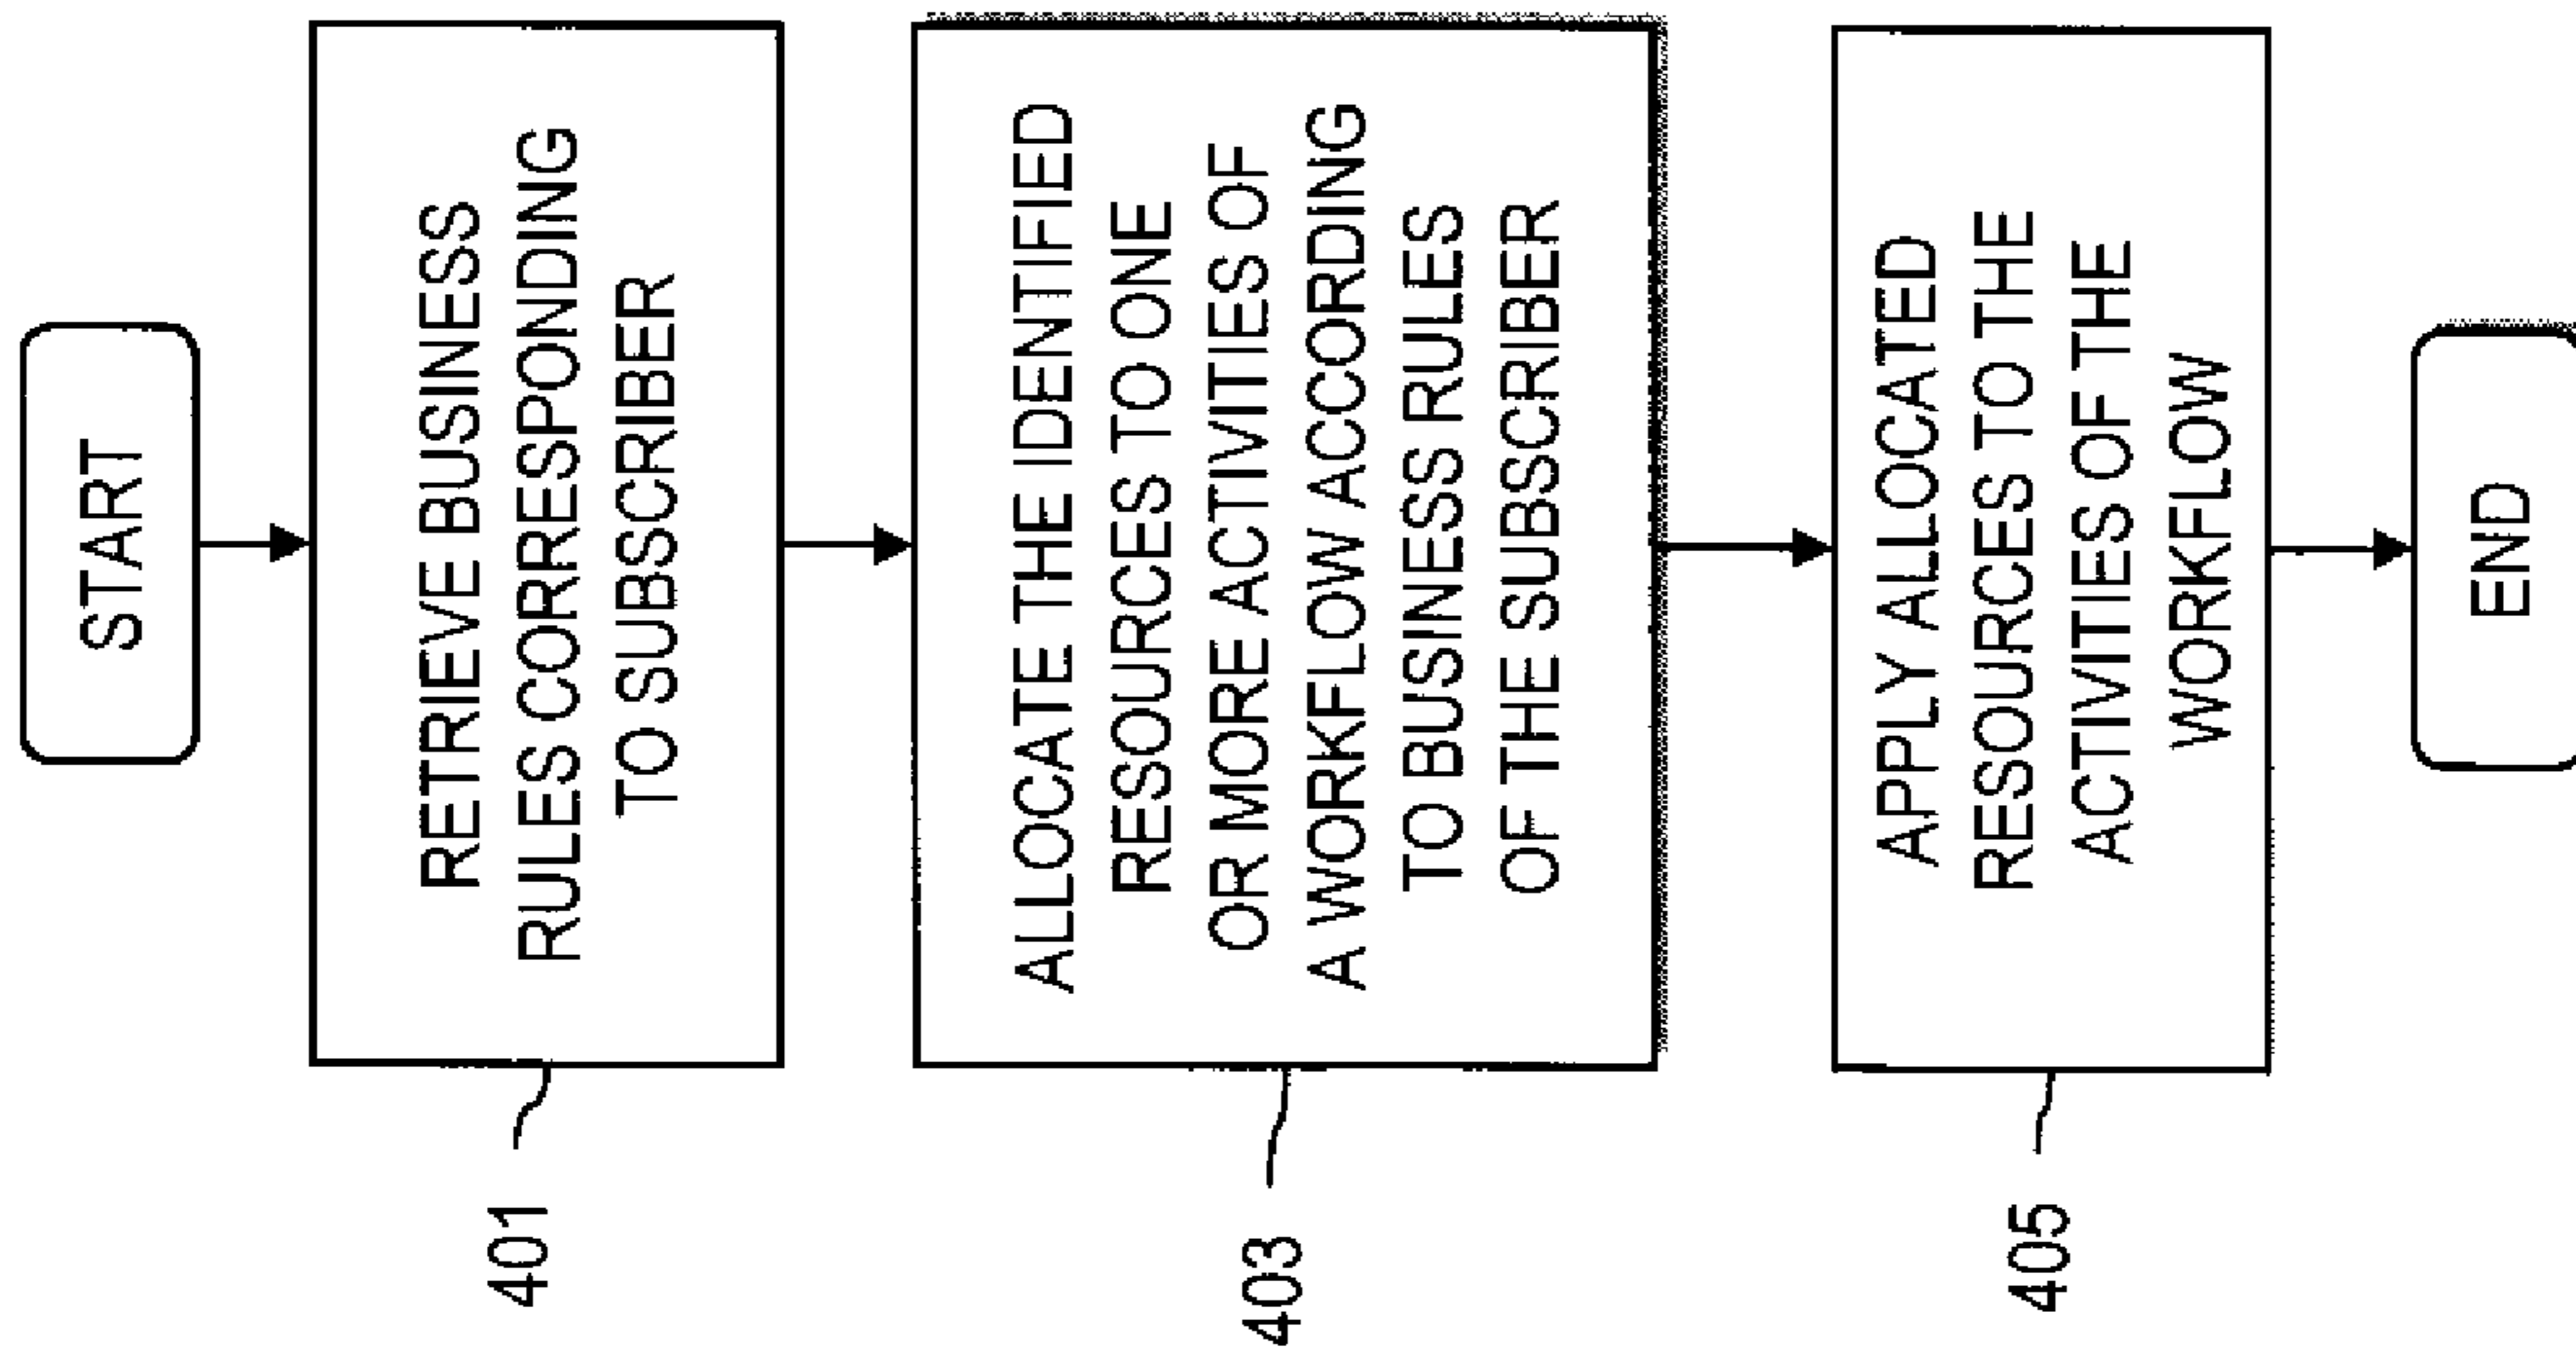 START
RETRIEVE BUSINESS
RULES CORRESPONDING
TO SUBSCRIBER
401
ALLOCATE THE IDENTIFIED
RESOURCES TO ONE
OR MORE ACTIVITIES OF
A WORKFLOW ACCORDING
TO BUSINESS RULES
OF THE SUBSCRIBER
403
APPLY ALLOCATED
RESOURCES TO THE
ACTIVITIES OF THE
WORKFLOW
405
END